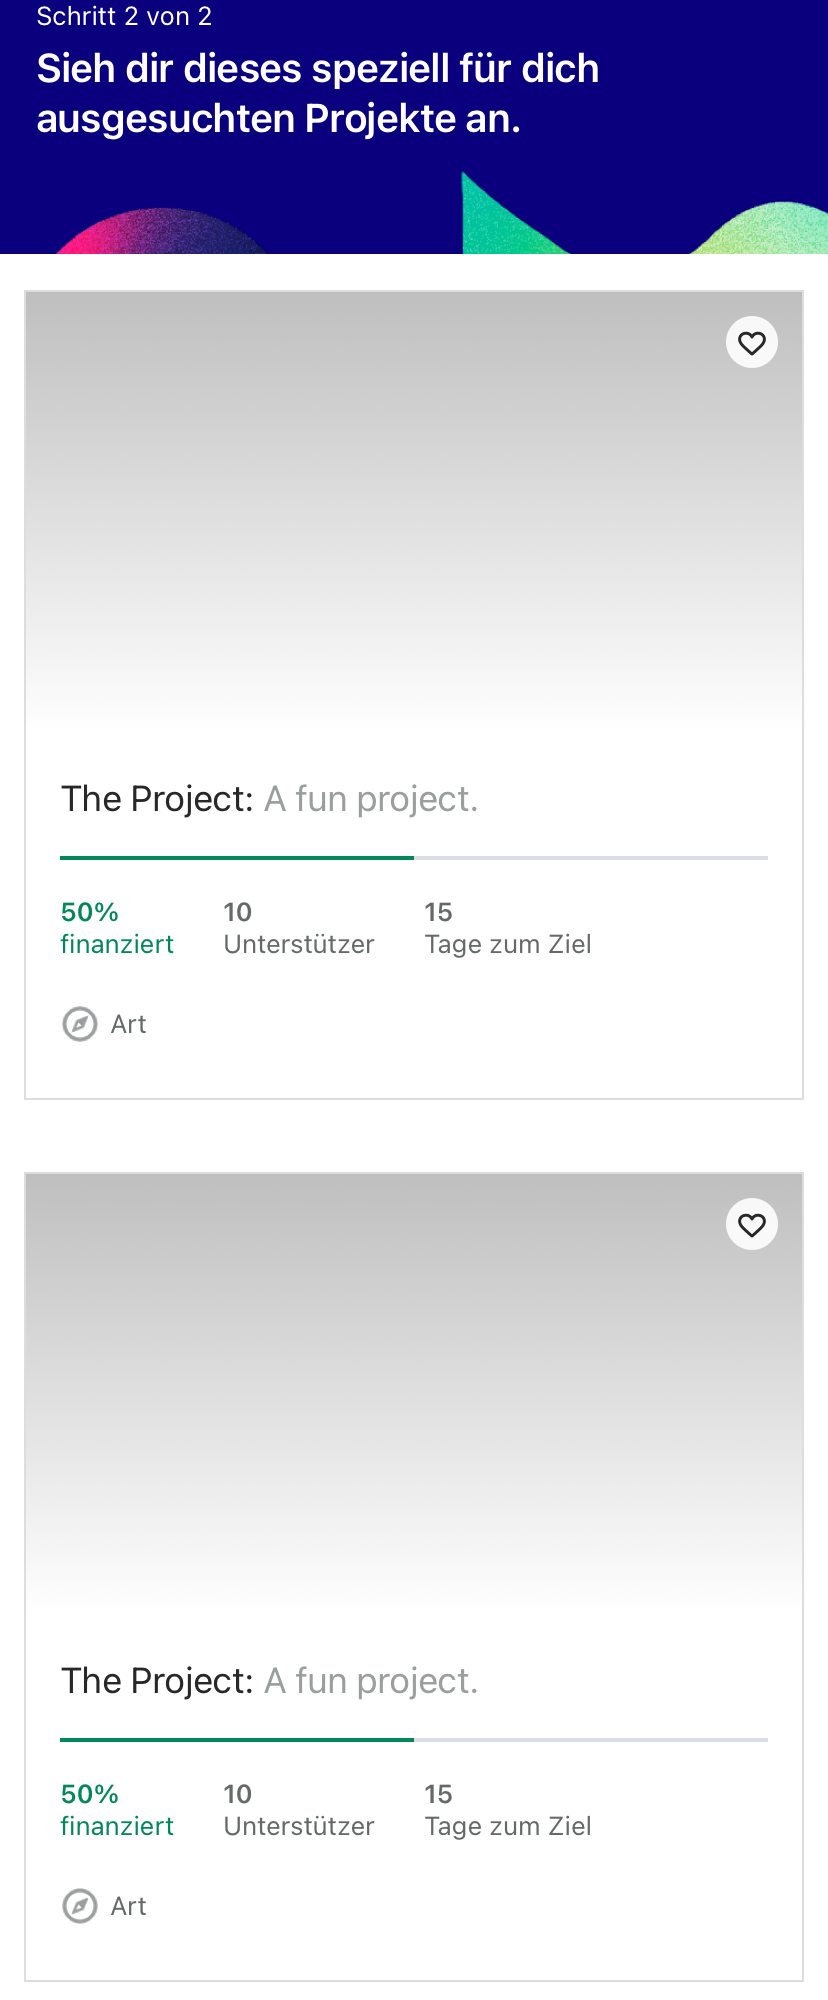 Schritt 2 von 2
Sieh dir dieses speziell für dich
ausgesuchten Projekte an.
The Project: A fun project.
50% 10 15
finanziert Unterstützer Tage zum Ziel
Art
The Project: A fun project.
50% 10 15
finanziert Unterstützer Tage zum Ziel
Art